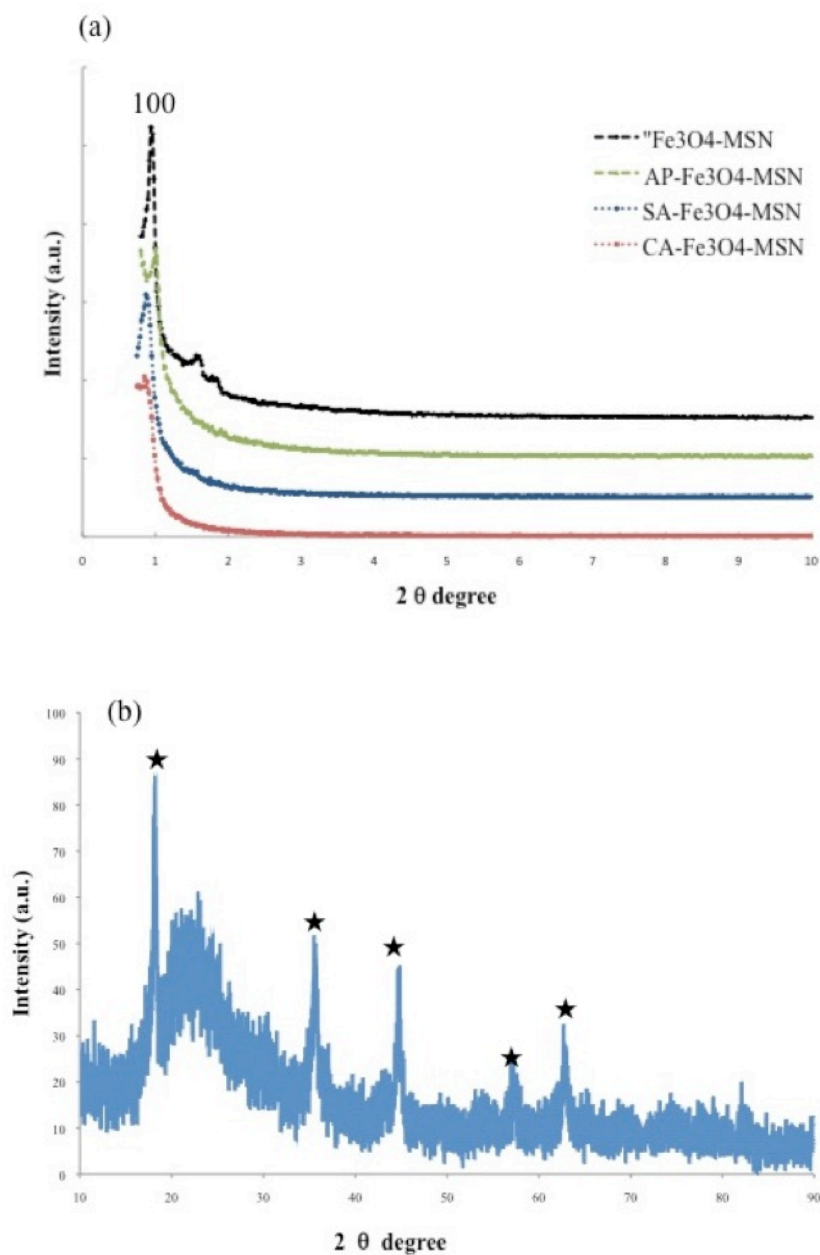 (a)
100
"Fe3O4-MSN
AP-Fe3O4-MSN
SA-Fe3O4-MSN
CA-Fe3O4-MSN
Intensity (a.u.)
0 1 2 3 4 5 6 7 8 9 10
2 θ degree
(b)
100
90
80
70
60
50
40
30
20
10
0
Intensity (a.u.)
10 20 30 40 50 60 70 80 90
2 θ degree